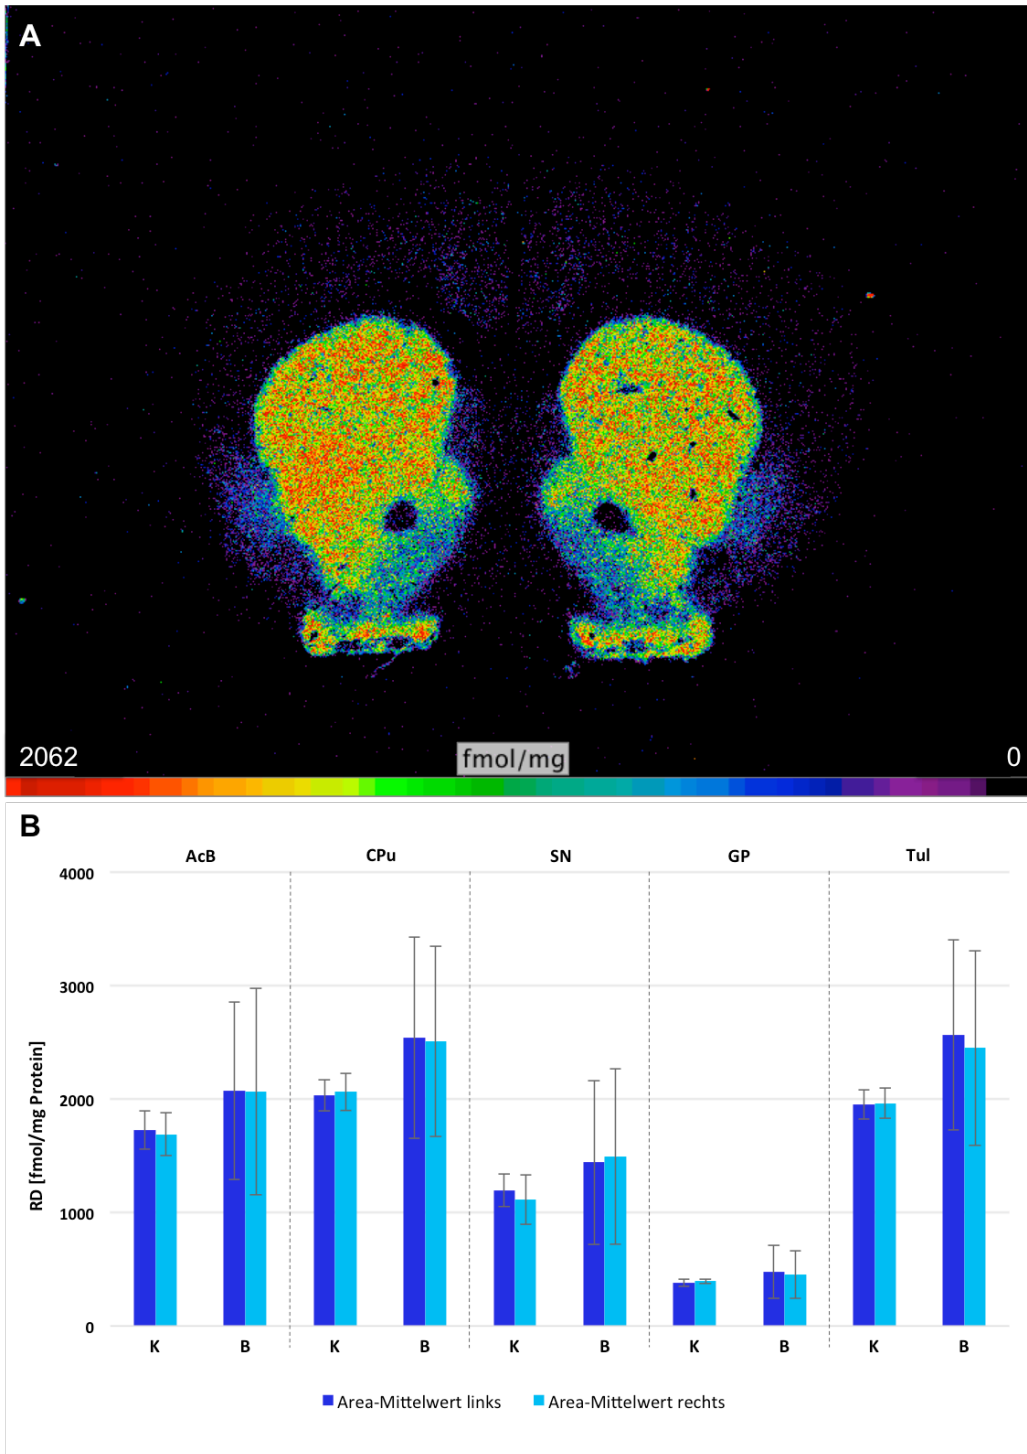 A
2062
fmol/mg
0
B
AcB
CPu
SN
GP
Tul
4000
3000
2000
1000
0
RD [fmol/mg Protein]
K
B
K
B
K
B
K
B
K
B
Area-Mittelwert links
Area-Mittelwert rechts